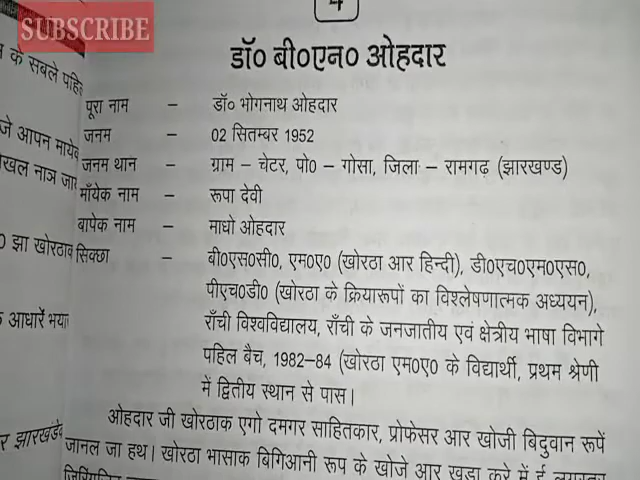 SUBSCRIBE
4
डॉ० बी०एन० ओहदार
पूरा नाम – डॉ० भोगनाथ ओहदार
जनम – 02 सितम्बर 1952
जनम थान – ग्राम – चेटर, पो० – गोसा, जिला – रामगढ़ (झारखण्ड)
माँयेक नाम – रूपा देवी
बापेक नाम – माधो ओहदार
सिक्छा – बी०एस०सी०, एम०ए० (खोरठा आर हिन्दी), डी०एच०एम०एस०,
पीएच०डी० (खोरठा के क्रियारूपों का विश्लेषणात्मक अध्ययन),
राँची विश्वविद्यालय, राँची के जनजातीय एवं क्षेत्रीय भाषा विभागे
पहिल बैच, 1982–84 (खोरठा एम०ए० के विद्यार्थी, प्रथम श्रेणी
में द्वितीय स्थान से पास।
ओहदार जी खोरठाक एगो दमगर साहितकार, प्रोफेसर आर खोजी बिदुवान रूपें
जानल जा हथ। खोरठा भासाक बिगिआनी रूप के खोजे आर खड़ा करे में ई
के सबले
जे आपन मायेक
नाञ
झा खोरठाक
आधारें
झारखंडेक